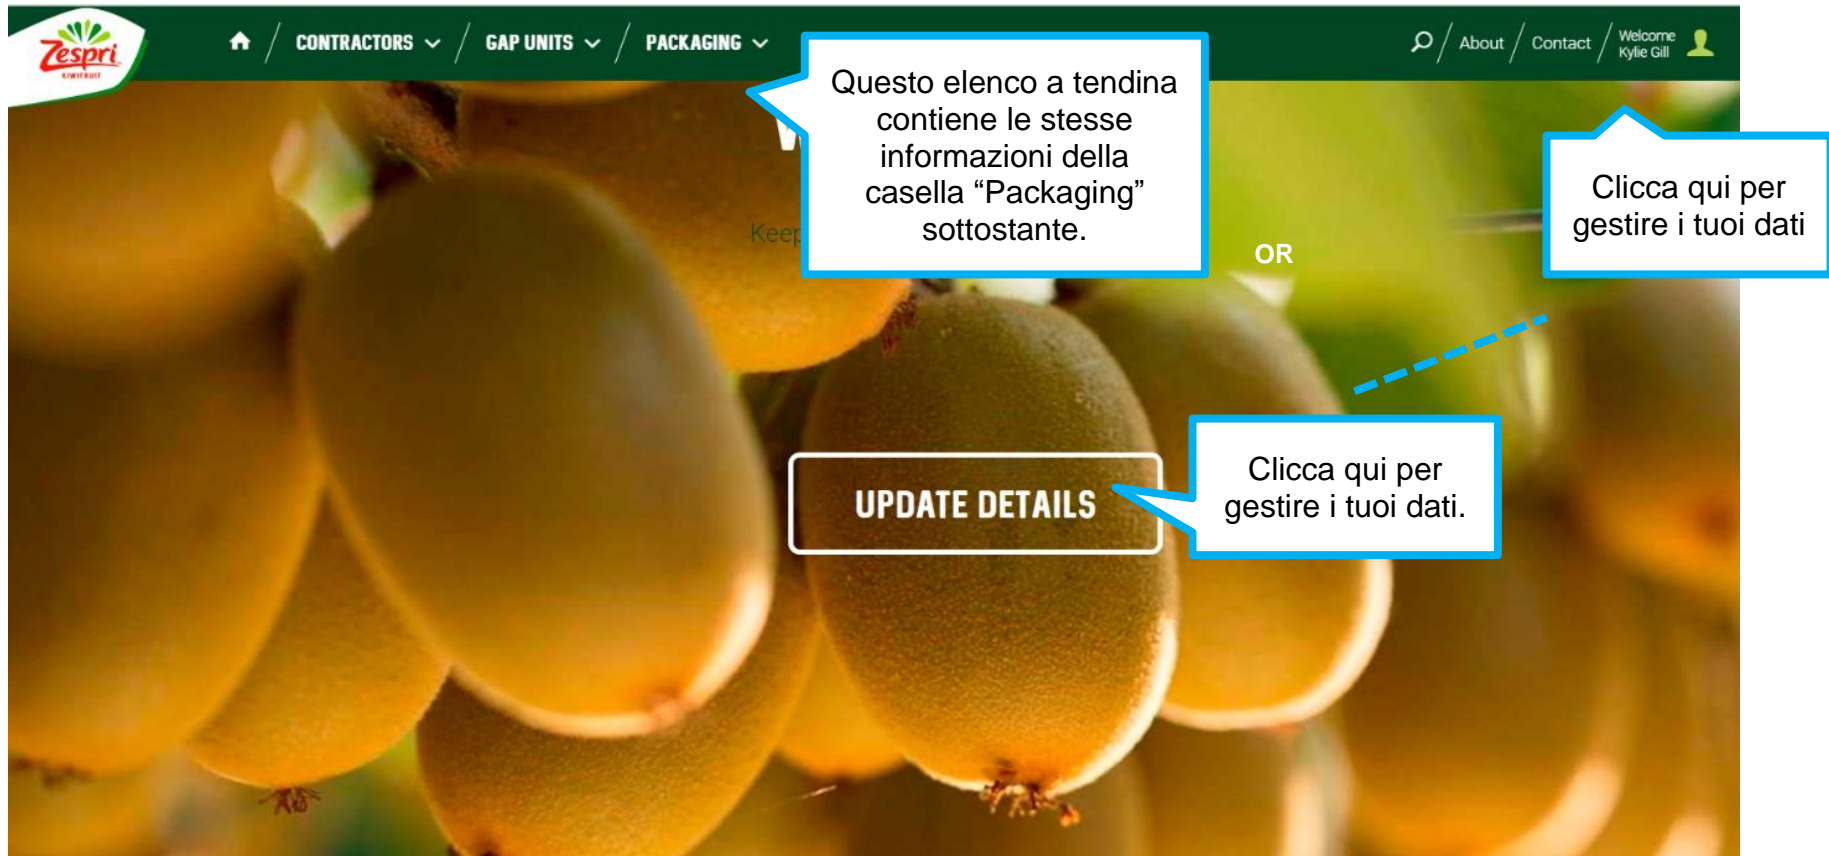 Zespri
KIWIFRUIT
CONTRACTORS
GAP UNITS
PACKAGING
About
Contact
Welcome
Kylie Gill
Questo elenco a tendina
contiene le stesse
informazioni della
casella “Packaging”
sottostante.
Keep
OR
Clicca qui per
gestire i tuoi dati
UPDATE DETAILS
Clicca qui per
gestire i tuoi dati.